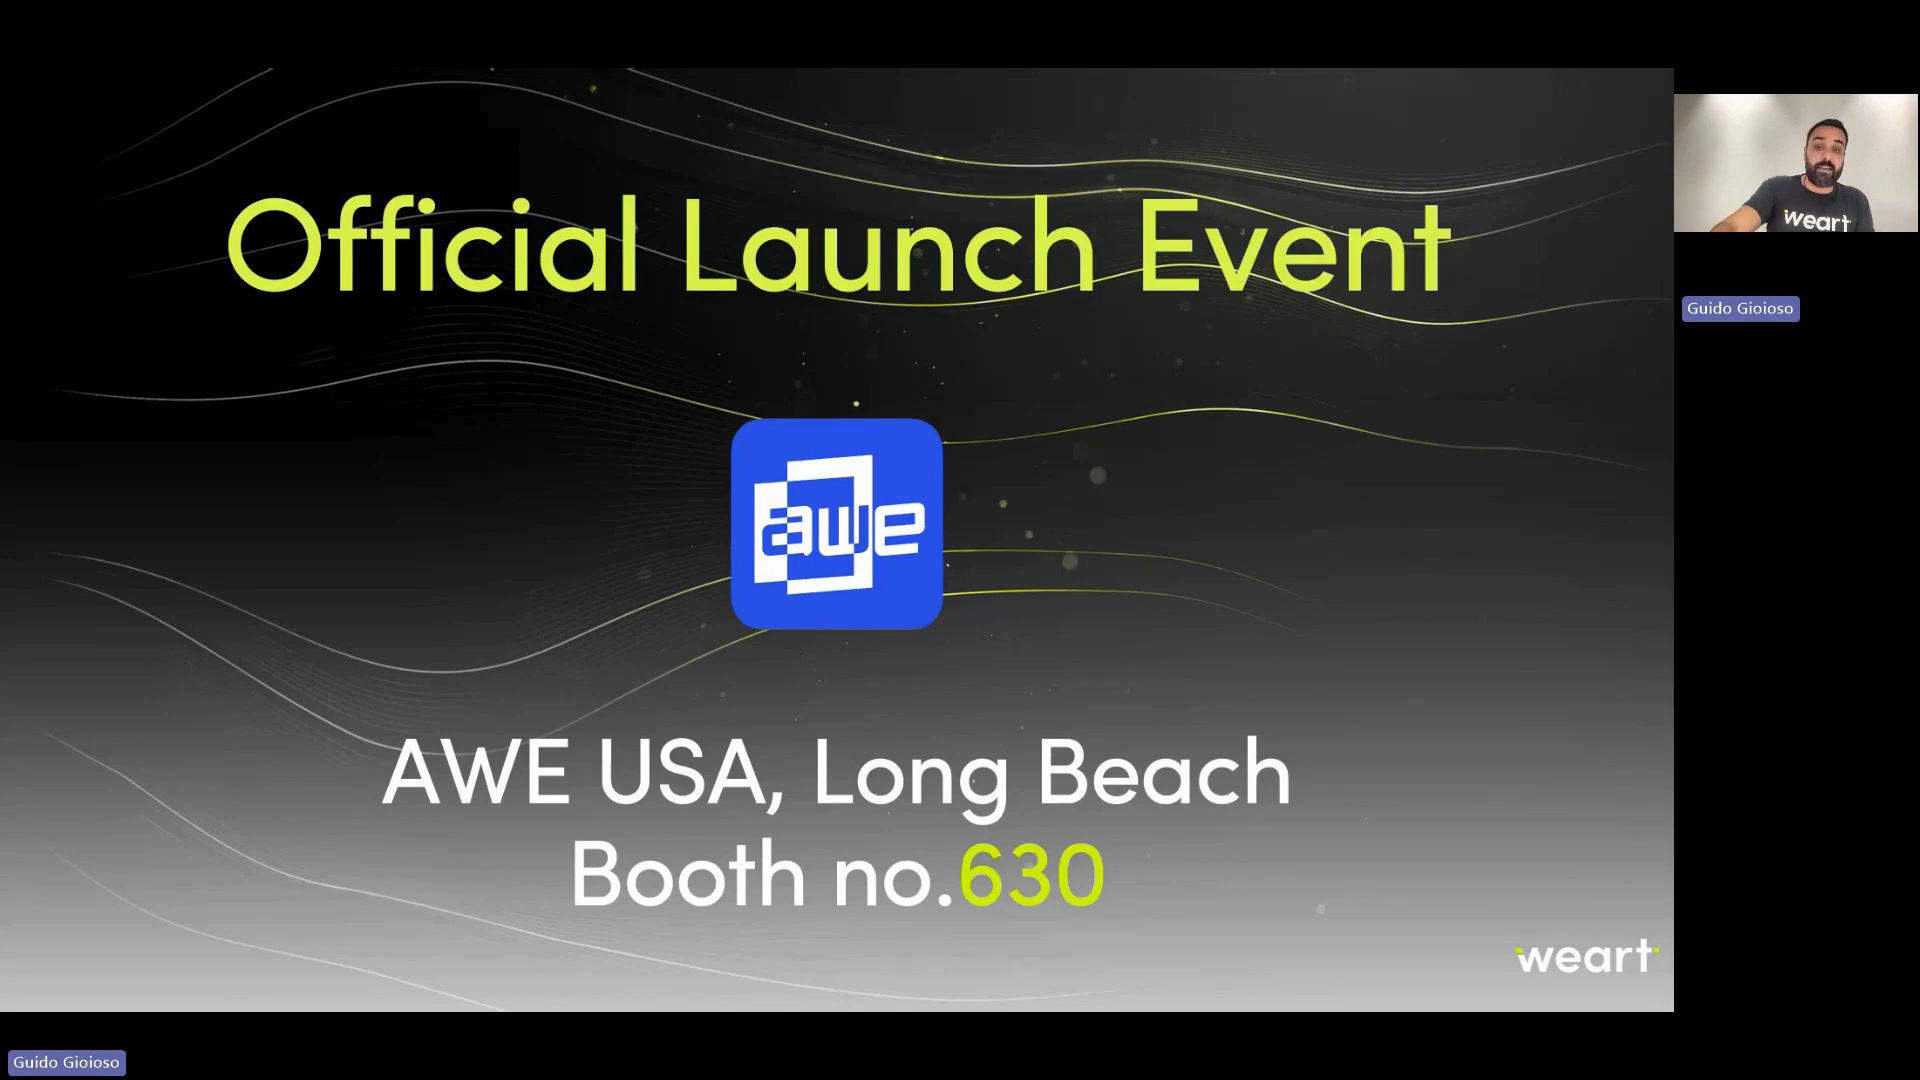 Official Launch Event
awe
AWE USA, Long Beach
Booth no.630
weart
weart
Guido Gioioso
Guido Gioioso